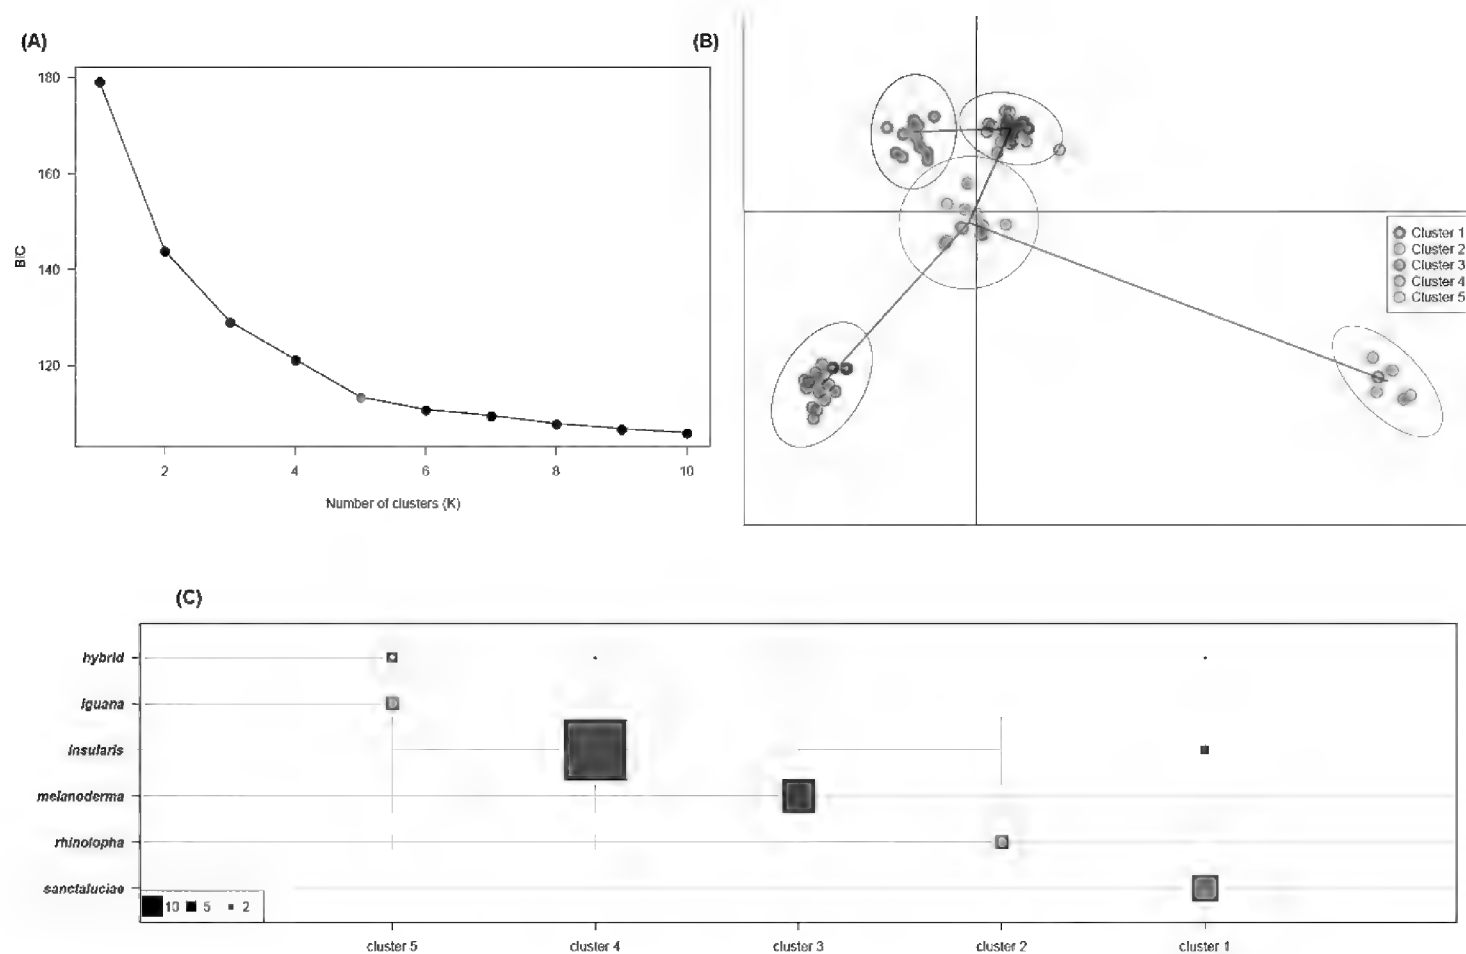 (A)
180
160
140
120
BIC
2
4
6
8
10
Number of clusters (K)
(B)
Cluster 1
Cluster 2
Cluster 3
Cluster 4
Cluster 5
(C)
hybrid
iguana
insularis
melanoderma
rhinolopha
sanctaluciae
10 5 2
cluster 5 cluster 4 cluster 3 cluster 2 cluster 1